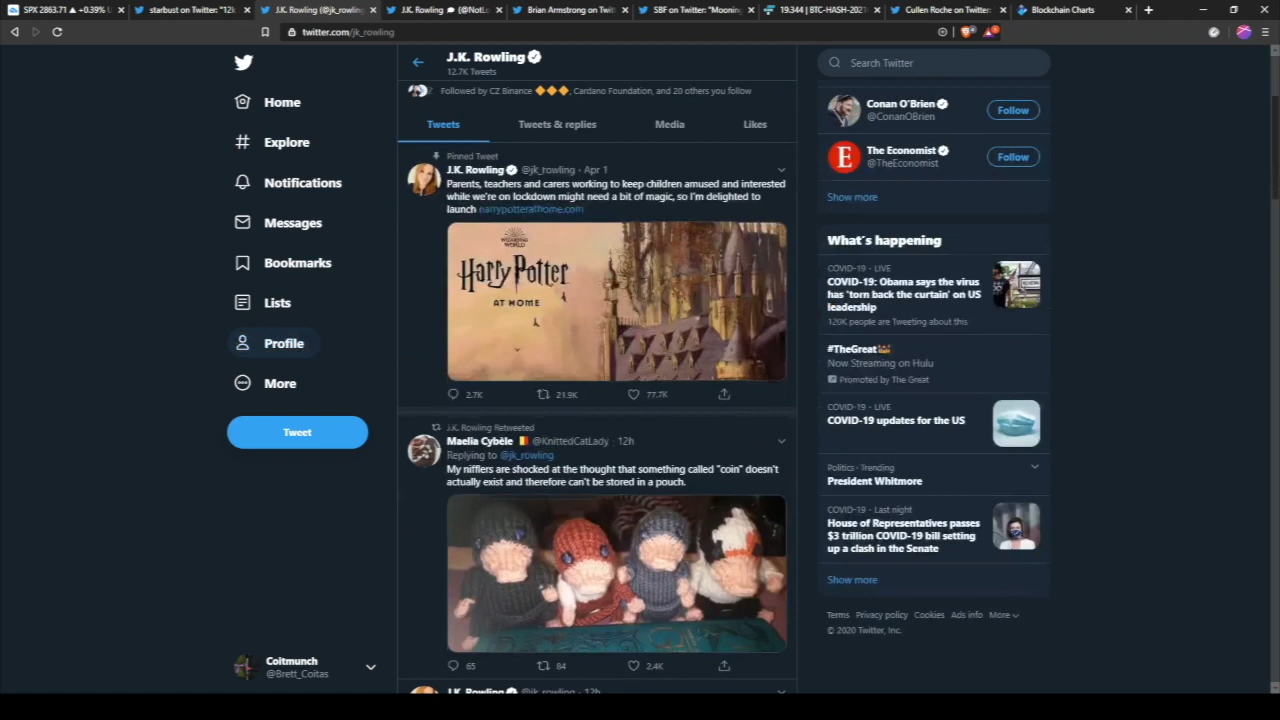 SPX 2863.71 ▲ +0.39% U
starbust on Twitter: "12k
J.K. Rowling (@jk_rowling
J.K. Rowling 💬 (@NotLe
Brian Armstrong on Twitt
SBF on Twitter: "Mooning
19.344 | BTC-HASH-2021
Cullen Roche on Twitter
Blockchain Charts
twitter.com/jk_rowling
Home
Explore
Notifications
Messages
Bookmarks
Lists
Profile
More
Tweet
Coitmunch
@Brett_Coitas
J.K. Rowling
12.7K Tweets
Followed by CZ Binance 🔶🔶🔶, Cardano Foundation, and 20 others you follow
Tweets
Tweets & replies
Media
Likes
Pinned Tweet
J.K. Rowling @jk_rowling · Apr 1
Parents, teachers and carers working to keep children amused and interested
while we're on lockdown might need a bit of magic, so I'm delighted to
launch harrypotterathome.com
WIZARDING
WORLD
Harry Potter
AT HOME
2.7K 21.9K 77.7K
J.K. Rowling Retweeted
Maelia Cybèle 🇧🇪 @KnittedCatLady · 12h
Replying to @jk_rowling
My nifflers are shocked at the thought that something called "coin" doesn't
actually exist and therefore can't be stored in a pouch.
65 84 2.4K
J.K. Rowling @jk_rowling · 12h
Search Twitter
Conan O'Brien
@ConanOBrien
Follow
E
The Economist
@TheEconomist
Follow
Show more
What's happening
COVID-19 · LIVE
COVID-19: Obama says the virus
has 'torn back the curtain' on US
leadership
120K people are Tweeting about this
#TheGreat
Now Streaming on Hulu
Promoted by The Great
COVID-19 · LIVE
COVID-19 updates for the US
Politics · Trending
President Whitmore
COVID-19 · Last night
House of Representatives passes
$3 trillion COVID-19 bill setting
up a clash in the Senate
Show more
Terms Privacy policy Cookies Ads info More
© 2020 Twitter, Inc.